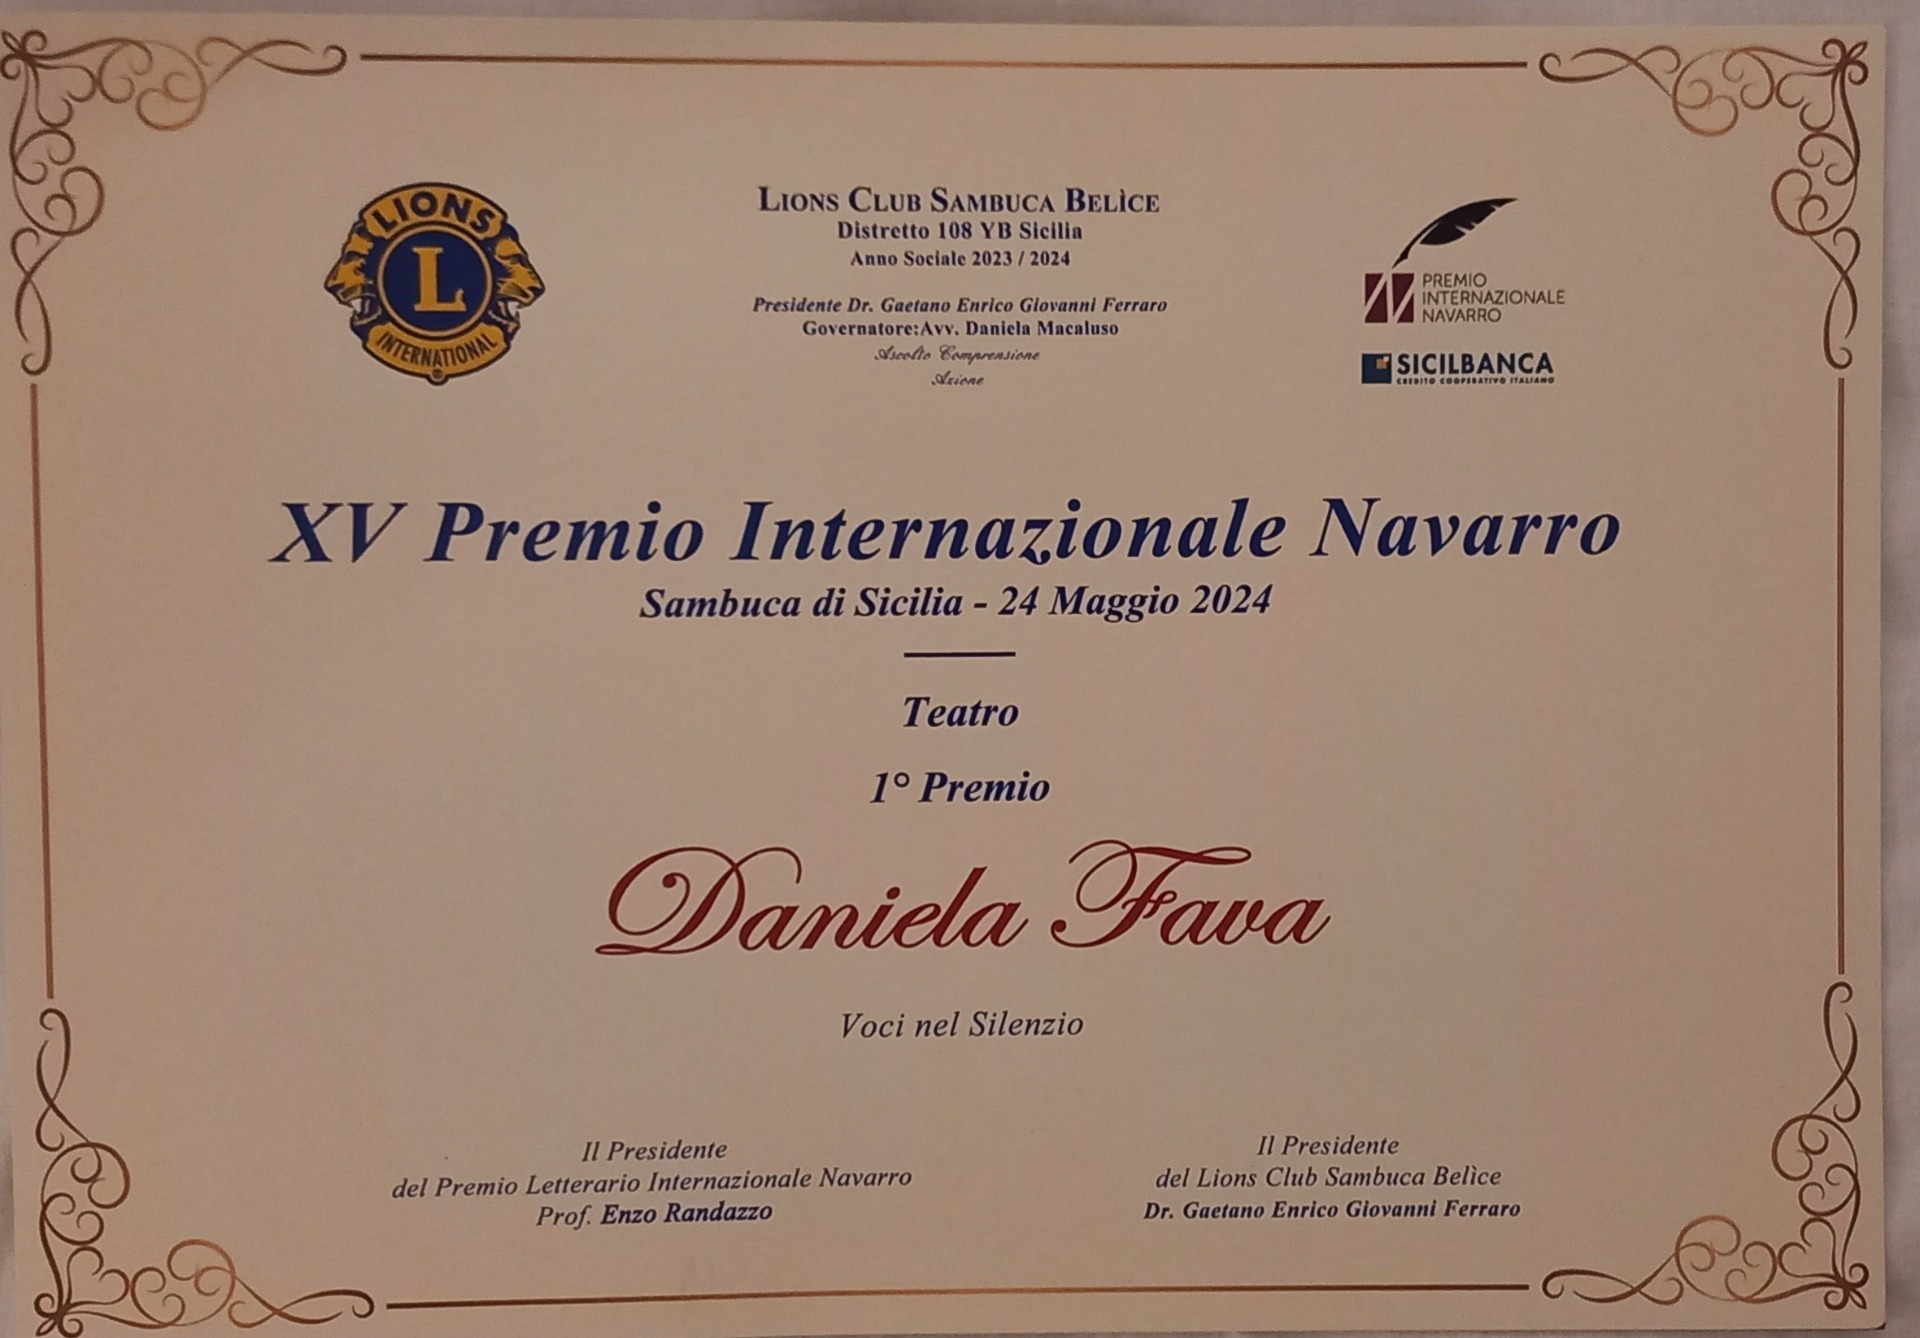 LIONS
L
INTERNATIONAL
LIONS CLUB SAMBUCA BELÌCE
Distretto 108 YB Sicilia
Anno Sociale 2023 / 2024
Presidente Dr. Gaetano Enrico Giovanni Ferraro
Governatore:Avv. Daniela Macaluso
Ascolto Comprensione
Azione
PREMIO
INTERNAZIONALE
NAVARRO
SICILBANCA
CREDITO COOPERATIVO ITALIANO
XV Premio Internazionale Navarro
Sambuca di Sicilia - 24 Maggio 2024
Teatro
1° Premio
Daniela Fava
Voci nel Silenzio
Il Presidente
del Premio Letterario Internazionale Navarro
Prof. Enzo Randazzo
Il Presidente
del Lions Club Sambuca Belìce
Dr. Gaetano Enrico Giovanni Ferraro